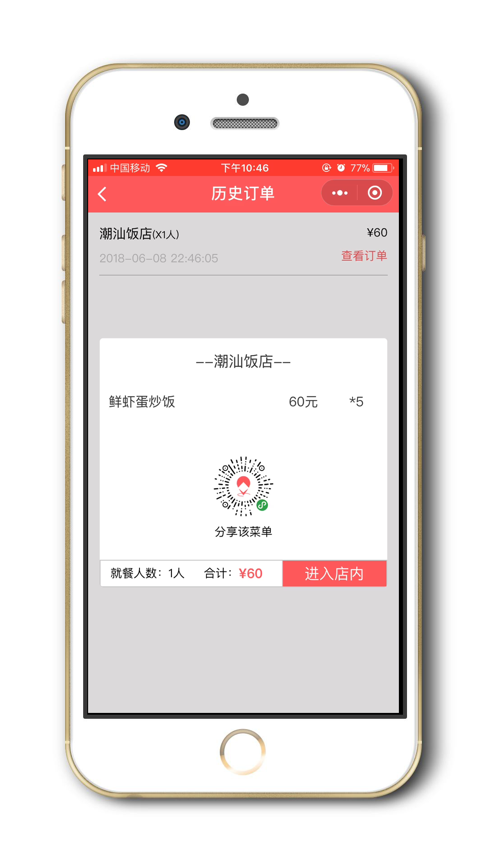 中国移动 下午10:46 77%
历史订单
潮汕饭店(X1人) ¥60
2018-06-08 22:46:05 查看订单
--潮汕饭店--
鲜虾蛋炒饭 60元 *5
分享该菜单
就餐人数：1人 合计：¥60 进入店内